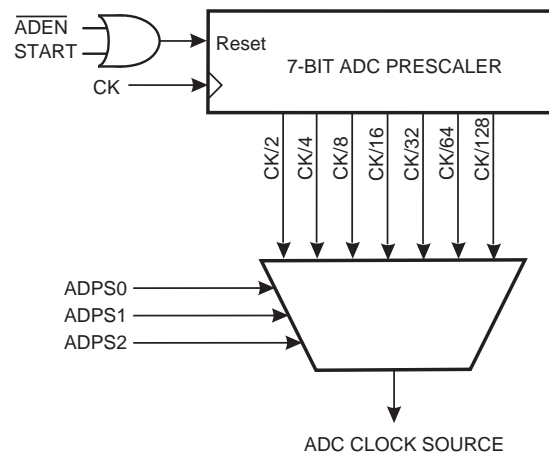 ADEN
START
Reset
7-BIT ADC PRESCALER
CK
CK/2
CK/4
CK/8
CK/16
CK/32
CK/64
CK/128
ADPS0
ADPS1
ADPS2
ADC CLOCK SOURCE